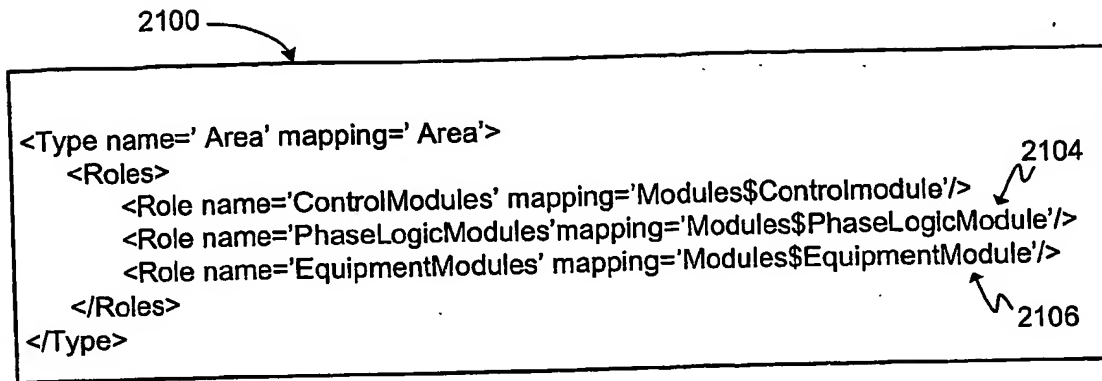 2100
<Type name=' Area' mapping=' Area'>
<Roles>
<Role name='ControlModules' mapping='Modules$Controlmodule'/>
2104
<Role name='PhaseLogicModules'mapping='Modules$PhaseLogicModule'/>
<Role name='EquipmentModules' mapping='Modules$EquipmentModule'/>
</Roles>
2106
</Type>